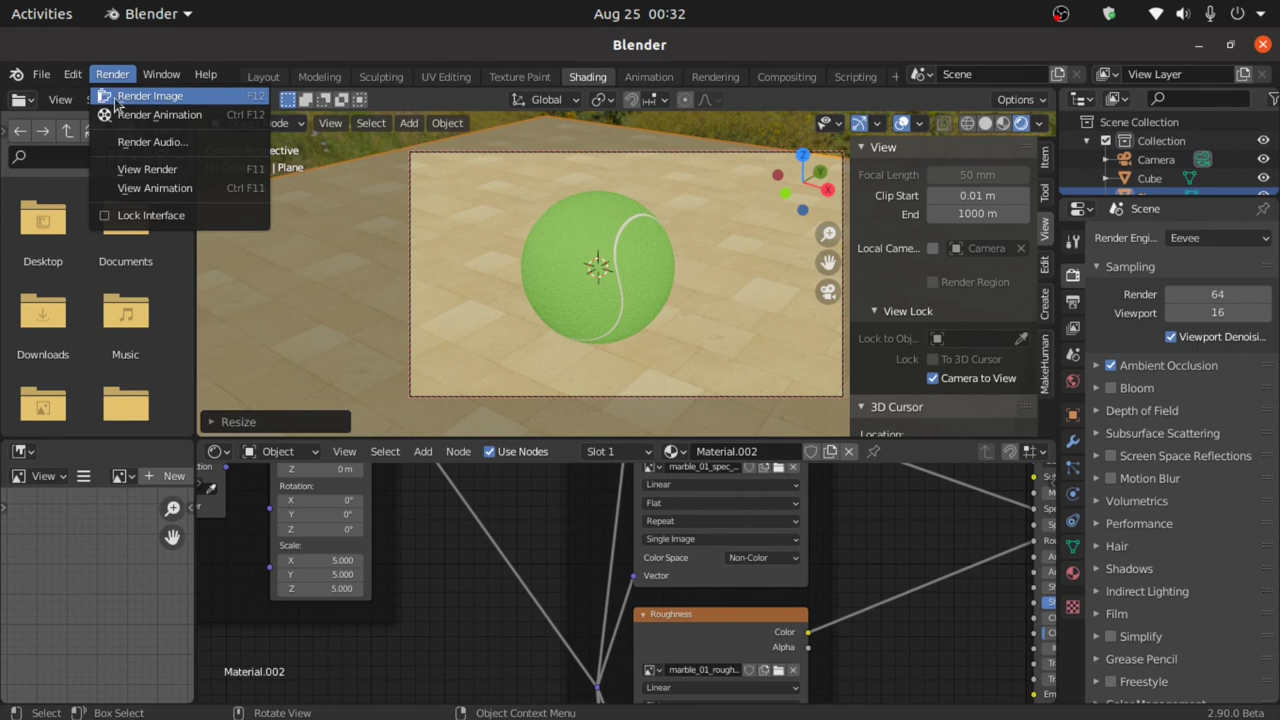 Activities
Blender
Aug 25 00:32
Blender
File Edit Render Window Help
Layout Modeling Sculpting UV Editing Texture Paint Shading Animation Rendering Compositing Scripting
Scene
View Layer
View
Global
Options
Render Image F12
Render Animation Ctrl F12
Render Audio...
View Render F11
View Animation Ctrl F11
Lock Interface
View Select Add Object
Perspective
Plane
Z
Y
X
Desktop
Documents
Downloads
Music
Resize
View
Focal Length 50 mm
Clip Start 0.01 m
End 1000 m
Local Came...
Camera
Render Region
View Lock
Lock to Obj...
Lock
To 3D Cursor
Camera to View
3D Cursor
Location:
Item
Tool
View
Edit
Create
MakeHuman
Scene Collection
Collection
Camera
Cube
Scene
Render Engi... Eevee
Sampling
Render 64
Viewport 16
Viewport Denoisi...
Ambient Occlusion
Bloom
Depth of Field
Subsurface Scattering
Screen Space Reflections
Motion Blur
Volumetrics
Performance
Hair
Shadows
Indirect Lighting
Film
Simplify
Grease Pencil
Freestyle
View
New
Object
View Select Add Node
Use Nodes
Slot 1
Material.002
Z 0 m
Rotation:
X 0°
Y 0°
Z 0°
Scale:
X 5.000
Y 5.000
Z 5.000
marble_01_spec_...
Linear
Flat
Repeat
Single Image
Color Space Non-Color
Vector
Roughness
Color
Alpha
marble_01_rough...
Linear
Material.002
Select
Box Select
Rotate View
Object Context Menu
2.90.0 Beta